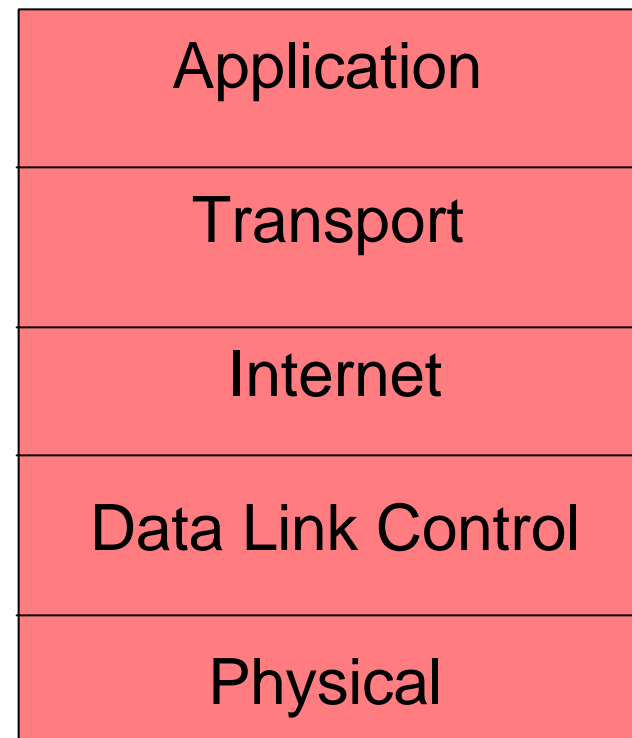 Application
Transport
Internet
Data Link Control
Physical